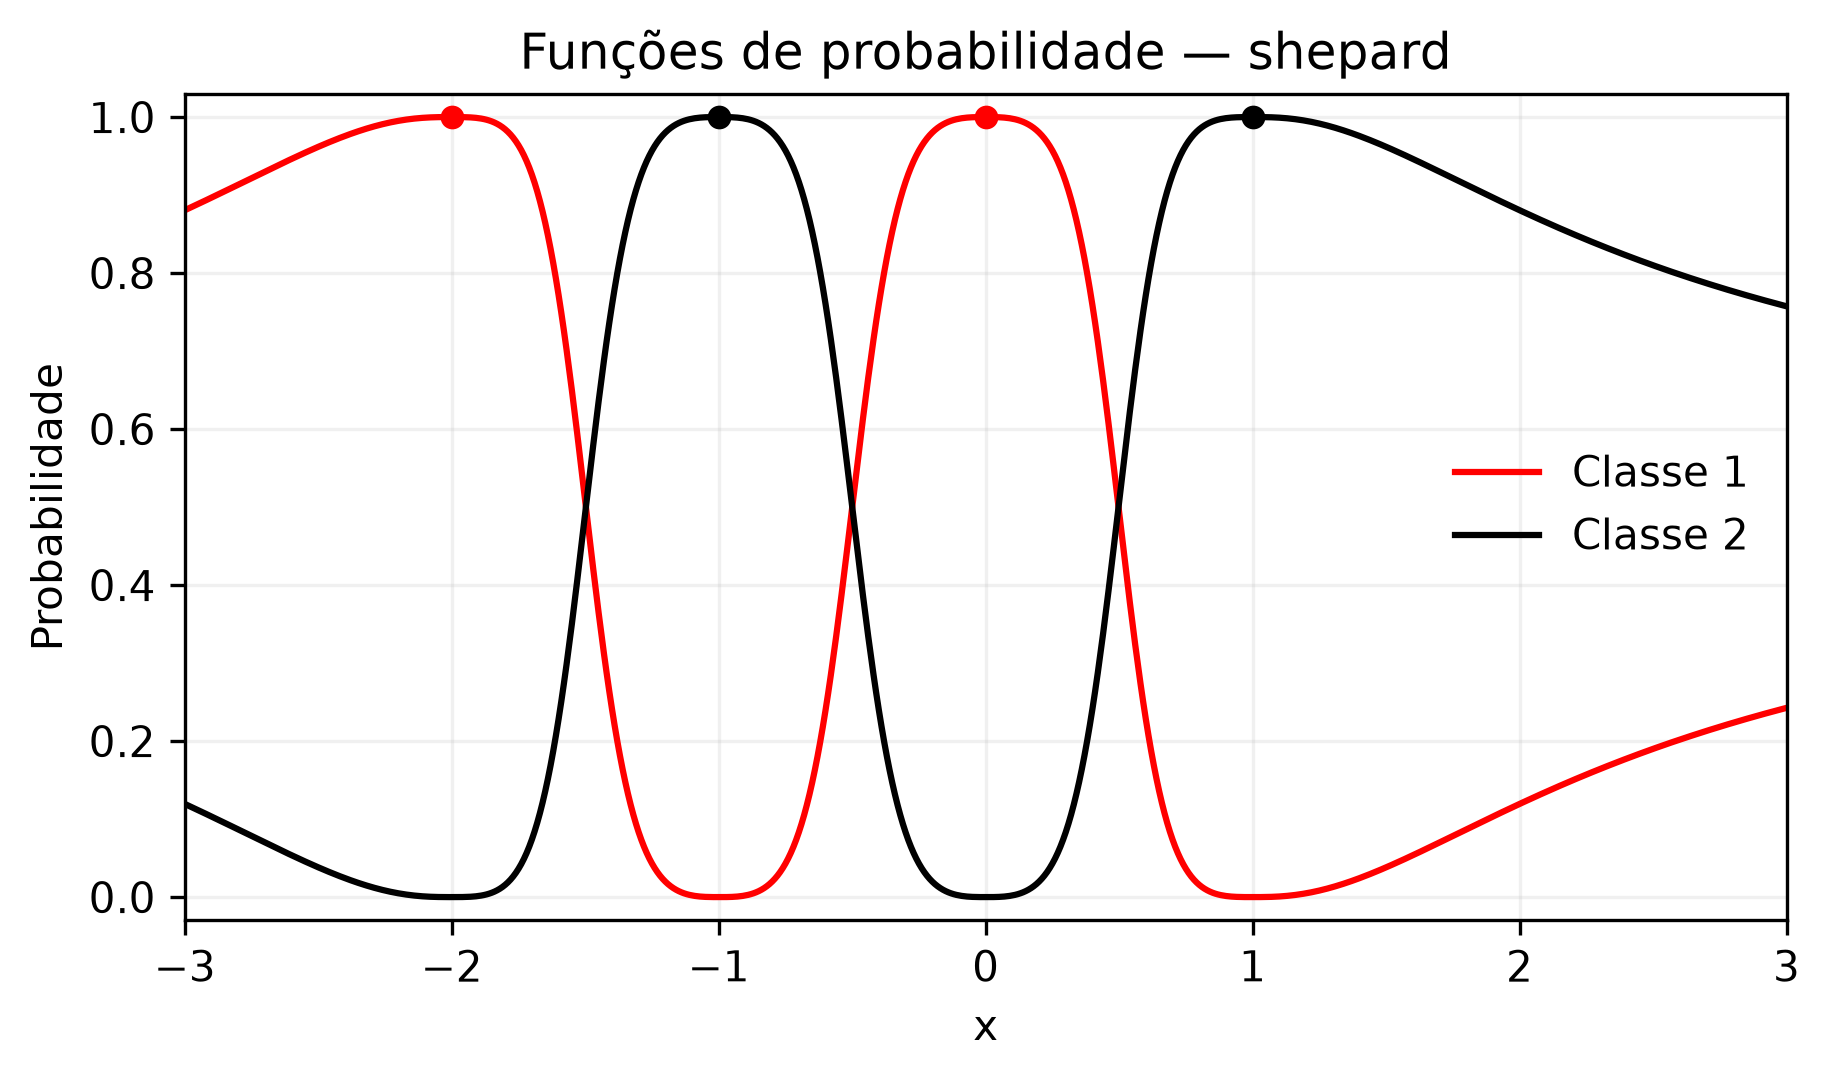 Funções de probabilidade — shepard
1.0
0.8
0.6
0.4
0.2
0.0
Probabilidade
Classe 1
Classe 2
−3 −2 −1 0 1 2 3
x